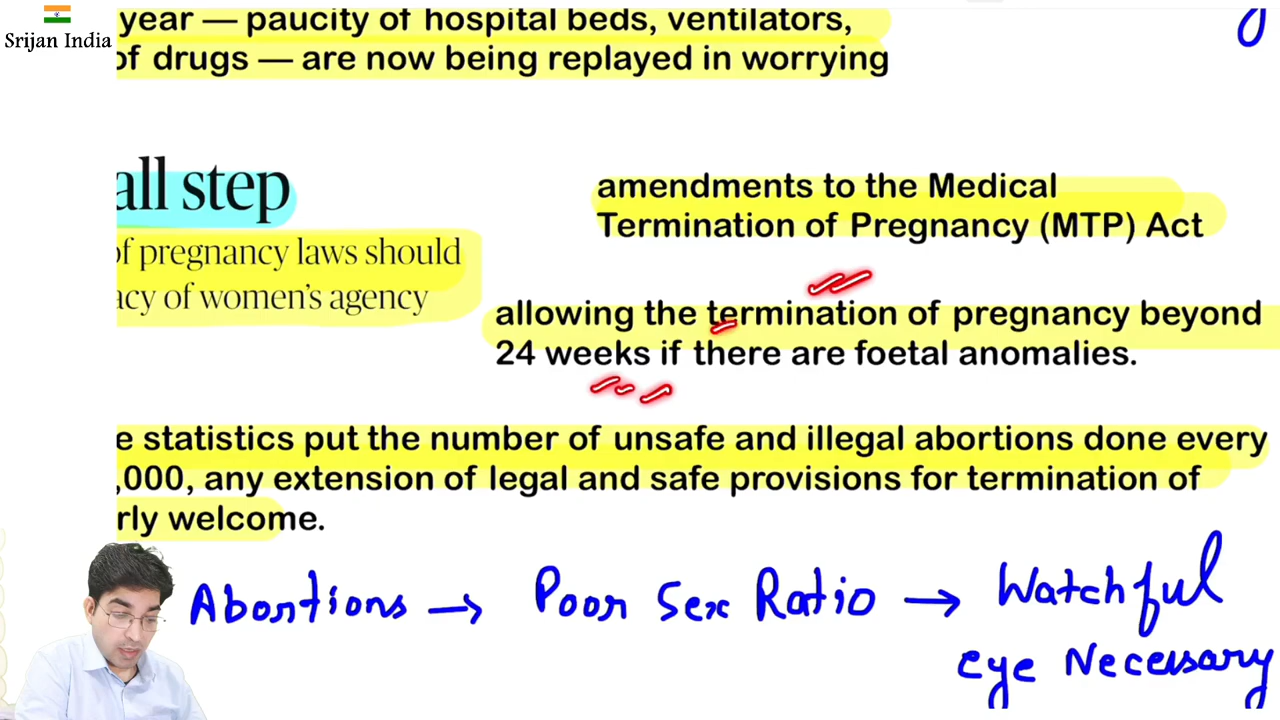 Srijan India
year — paucity of hospital beds, ventilators,
of drugs — are now being replayed in worrying
all step
of pregnancy laws should
acy of women's agency
amendments to the Medical
Termination of Pregnancy (MTP) Act
allowing the termination of pregnancy beyond
24 weeks if there are foetal anomalies.
e statistics put the number of unsafe and illegal abortions done every
,000, any extension of legal and safe provisions for termination of
rly welcome.
Abortions → Poor Sex Ratio → Watchful
eye Necessary